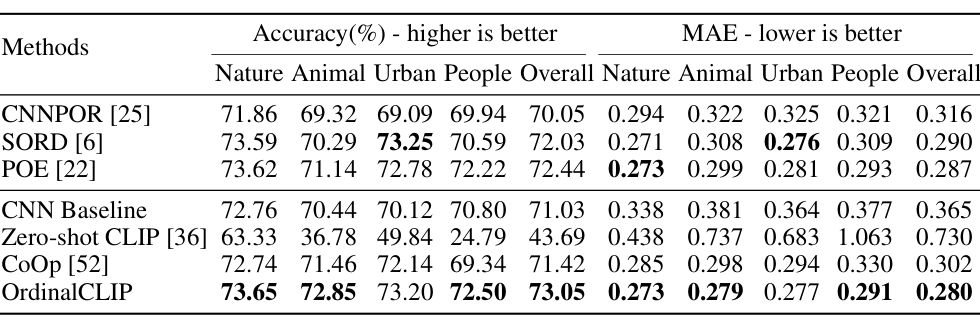 Methods Accuracy(%) - higher is better MAE - lower is better
Nature Animal Urban People Overall Nature Animal Urban People Overall
CNNPOR [25] 71.86 69.32 69.09 69.94 70.05 0.294 0.322 0.325 0.321 0.316
SORD [6] 73.59 70.29 73.25 70.59 72.03 0.271 0.308 0.276 0.309 0.290
POE [22] 73.62 71.14 72.78 72.22 72.44 0.273 0.299 0.281 0.293 0.287
CNN Baseline 72.76 70.44 70.12 70.80 71.03 0.338 0.381 0.364 0.377 0.365
Zero-shot CLIP [36] 63.33 36.78 49.84 24.79 43.69 0.438 0.737 0.683 1.063 0.730
CoOp [52] 72.74 71.46 72.14 69.34 71.42 0.285 0.298 0.294 0.330 0.302
OrdinalCLIP 73.65 72.85 73.20 72.50 73.05 0.273 0.279 0.277 0.291 0.280